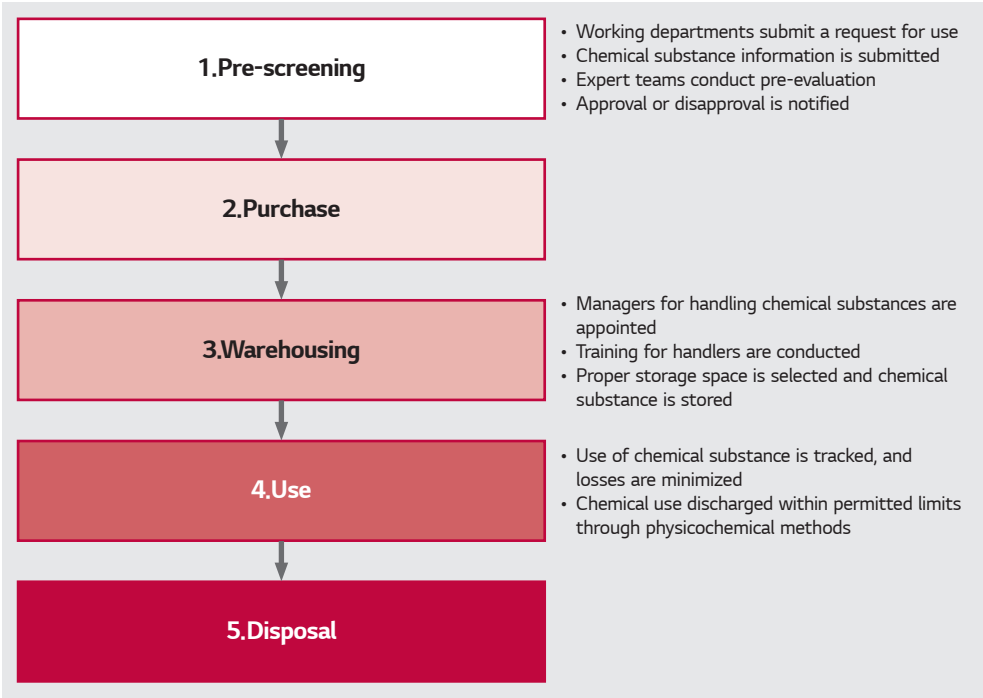 1.Pre-screening
• Working departments submit a request for use
• Chemical substance information is submitted
• Expert teams conduct pre-evaluation
• Approval or disapproval is notified
2.Purchase
3.Warehousing
• Managers for handling chemical substances are
appointed
• Training for handlers are conducted
• Proper storage space is selected and chemical
substance is stored
4.Use
• Use of chemical substance is tracked, and
losses are minimized
• Chemical use discharged within permitted limits
through physicochemical methods
5.Disposal